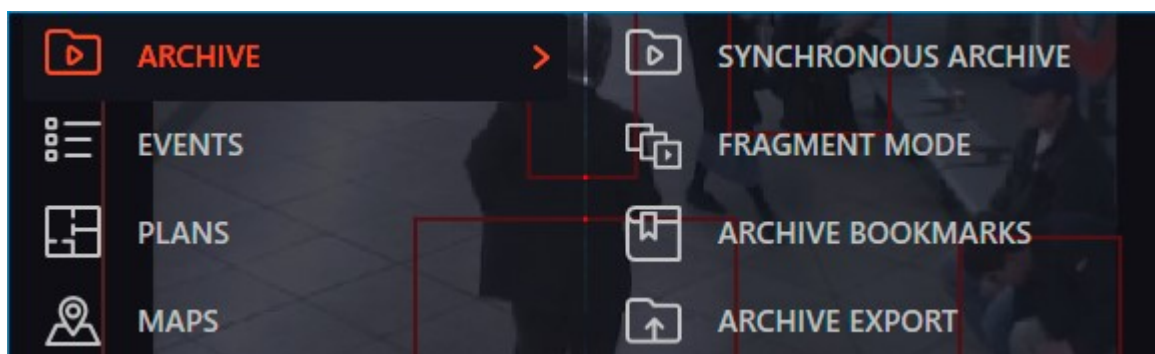 ARCHIVE
EVENTS
PLANS
MAPS
SYNCHRONOUS ARCHIVE
FRAGMENT MODE
ARCHIVE BOOKMARKS
ARCHIVE EXPORT